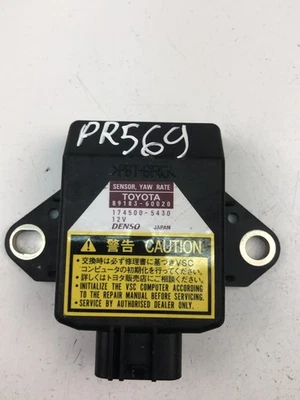 PR569
>PBT-GF30<
SENSOR, YAW RATE
TOYOTA
89183-60020
174500-5430
12V
DENSO JAPAN
警告 CAUTION
•交換時は必ず修理書に基づきVSC
コンピュータの初期化を行ってください。
•詳しくはトヨタ販売店にご相談ください。
•INITIALIZE THE VSC COMPUTER ACCORDING
TO THE REPAIR MANUAL BEFORE SERVICING.
•SERVICE BY AUTHORISED DEALER ONLY.